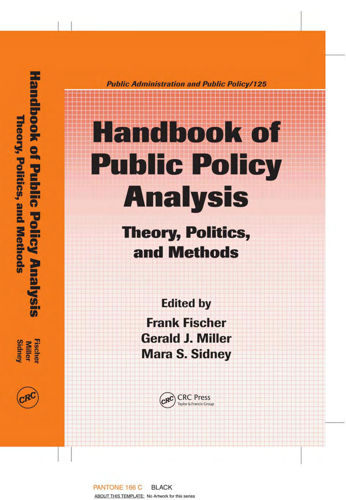 Public Administration and Public Policy/125
Handbook of
Public Policy
Analysis
Theory, Politics,
and Methods
Edited by
Frank Fischer
Gerald J. Miller
Mara S. Sidney
CRC
CRC Press
Taylor & Francis Group
Handbook of Public Policy Analysis
Theory, Politics, and Methods
Fischer
Miller
Sidney
CRC
PANTONE 166 C BLACK
ABOUT THIS TEMPLATE: No Artwork for this series